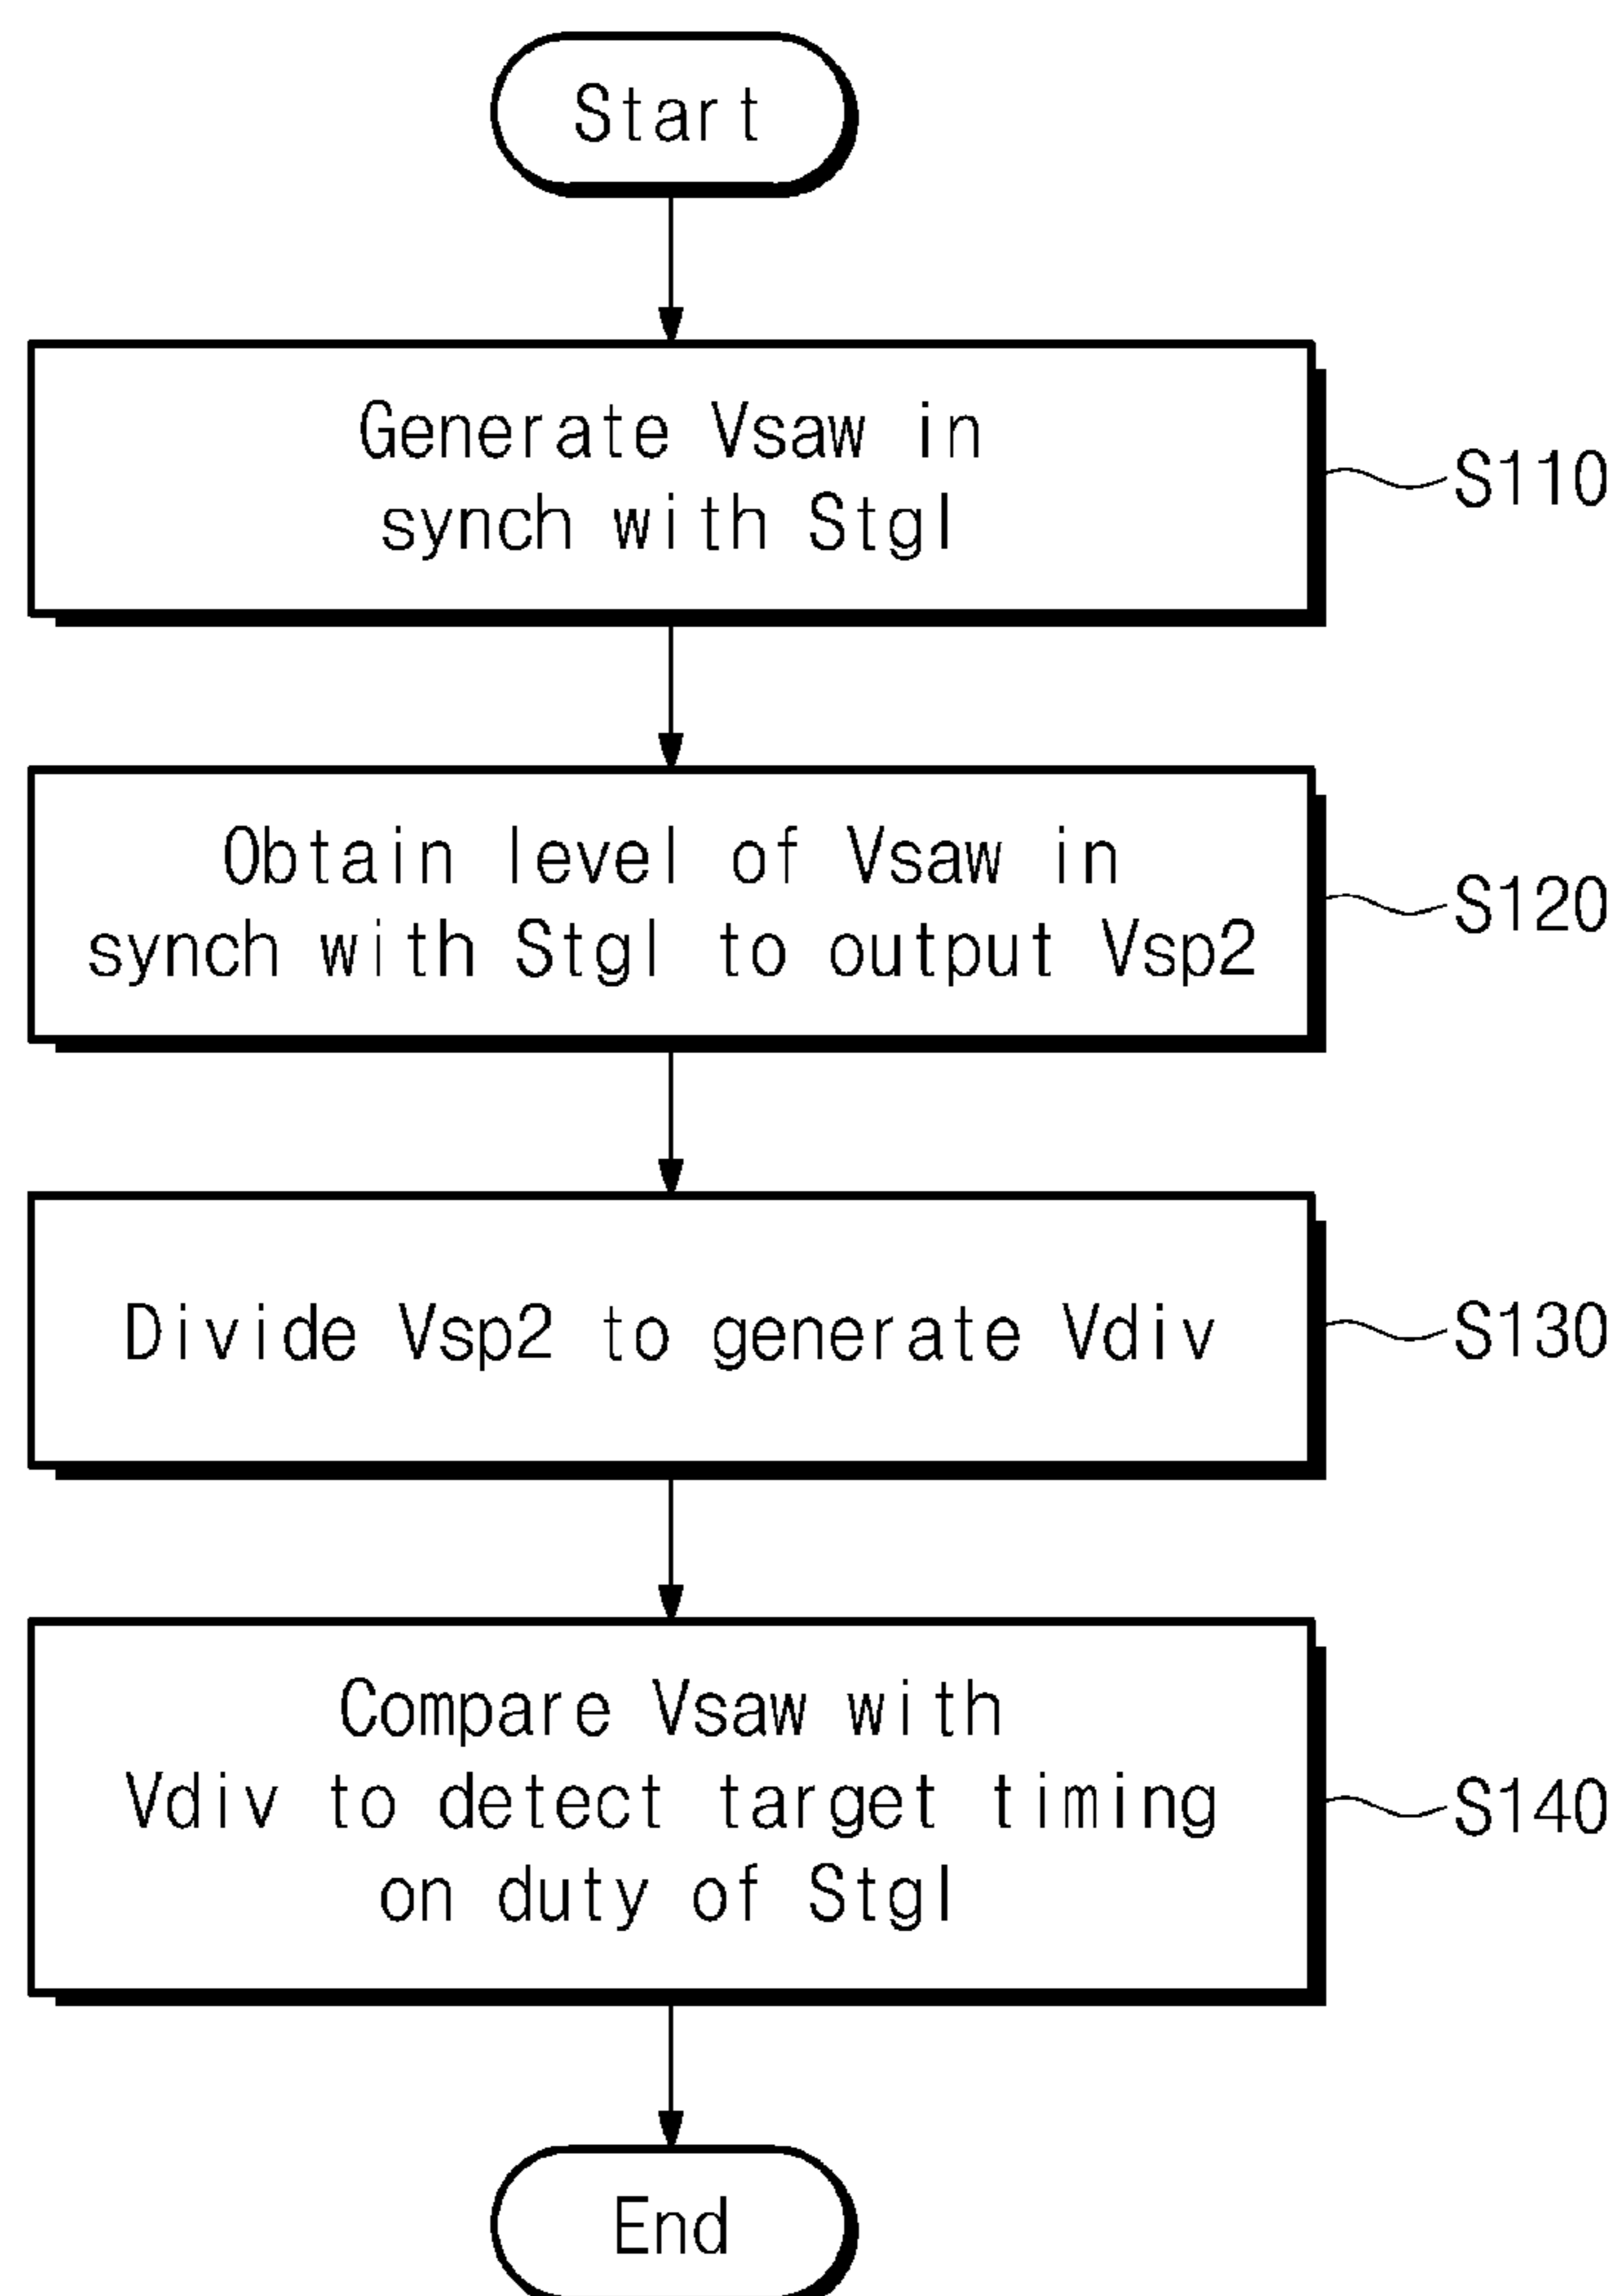 Start
Generate Vsaw in
synch with Stgl
S110
Obtain level of Vsaw in
synch with Stgl to output Vsp2
S120
Divide Vsp2 to generate Vdiv
S130
Compare Vsaw with
Vdiv to detect target timing
on duty of Stgl
S140
End